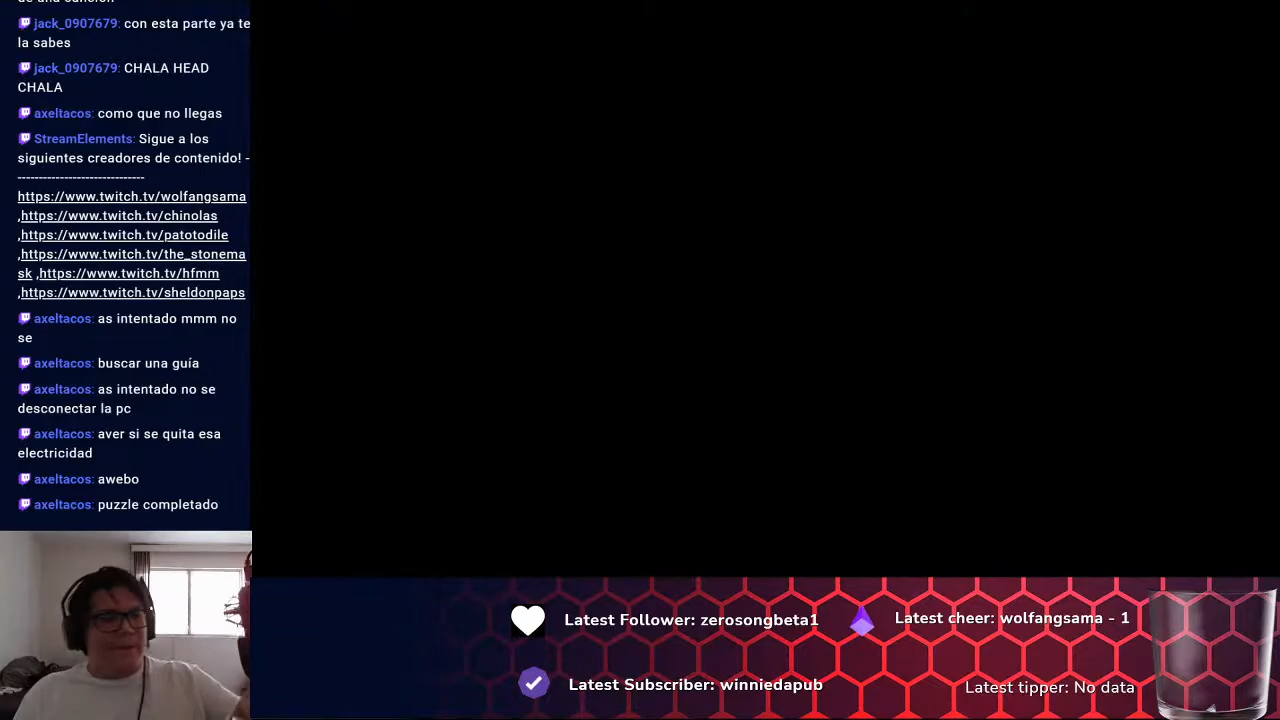 jack_0907679: con esta parte ya te
la sabes
jack_0907679: CHALA HEAD
CHALA
axeltacos: como que no llegas
StreamElements: Sigue a los
siguientes creadores de contenido! -
------------------------------
https://www.twitch.tv/wolfangsama
,https://www.twitch.tv/chinolas
,https://www.twitch.tv/patotodile
,https://www.twitch.tv/the_stonema
sk ,https://www.twitch.tv/hfmm
,https://www.twitch.tv/sheldonpaps
axeltacos: as intentado mmm no
se
axeltacos: buscar una guía
axeltacos: as intentado no se
desconectar la pc
axeltacos: aver si se quita esa
electricidad
axeltacos: awebo
axeltacos: puzzle completado
Latest Follower: zerosongbeta1
Latest cheer: wolfangsama - 1
Latest Subscriber: winniedapub
Latest tipper: No data